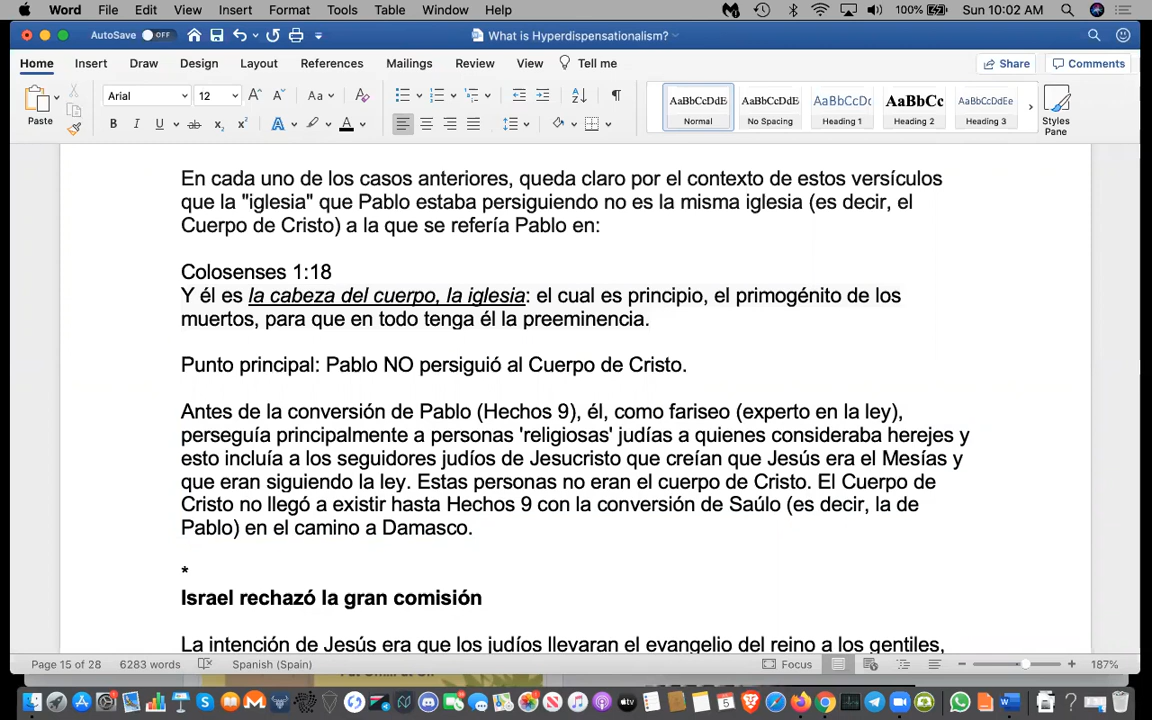 Word File Edit View Insert Format Tools Table Window Help 100% Sun 10:02 AM
AutoSave OFF What is Hyperdispensationalism?
Home Insert Draw Design Layout References Mailings Review View Tell me Share Comments
Paste Arial 12 Aa AaBbCcDdE AaBbCcDdE AaBbCcDc AaBbCc AaBbCcDdEe
B I U ab x₂ x² A A Normal No Spacing Heading 1 Heading 2 Heading 3 Styles Pane
En cada uno de los casos anteriores, queda claro por el contexto de estos versículos
que la "iglesia" que Pablo estaba persiguiendo no es la misma iglesia (es decir, el
Cuerpo de Cristo) a la que se refería Pablo en:
Colosenses 1:18
Y él es la cabeza del cuerpo, la iglesia: el cual es principio, el primogénito de los
muertos, para que en todo tenga él la preeminencia.
Punto principal: Pablo NO persiguió al Cuerpo de Cristo.
Antes de la conversión de Pablo (Hechos 9), él, como fariseo (experto en la ley),
perseguía principalmente a personas 'religiosas' judías a quienes consideraba herejes y
esto incluía a los seguidores judíos de Jesucristo que creían que Jesús era el Mesías y
que eran siguiendo la ley. Estas personas no eran el cuerpo de Cristo. El Cuerpo de
Cristo no llegó a existir hasta Hechos 9 con la conversión de Saúlo (es decir, la de
Pablo) en el camino a Damasco.
*
Israel rechazó la gran comisión
La intención de Jesús era que los judíos llevaran el evangelio del reino a los gentiles,
Page 15 of 28 6283 words Spanish (Spain) Focus 187%